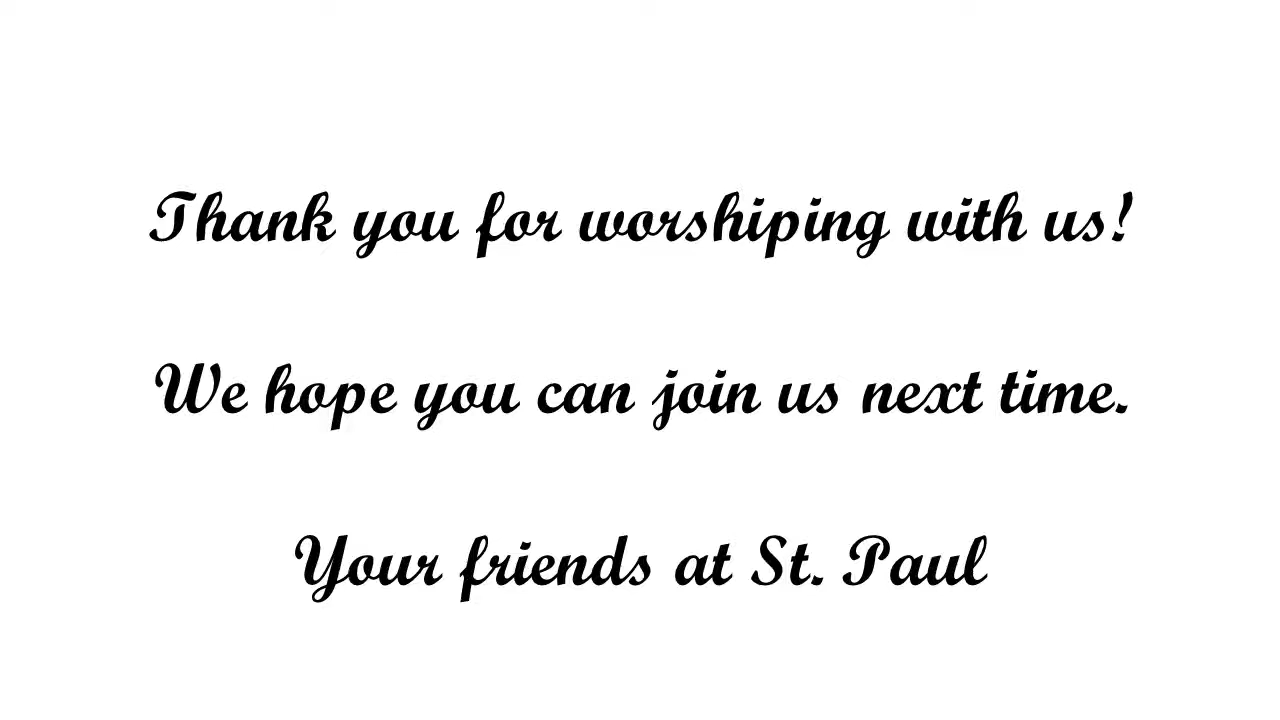 Thank you for worshiping with us!
We hope you can join us next time.
Your friends at St. Paul